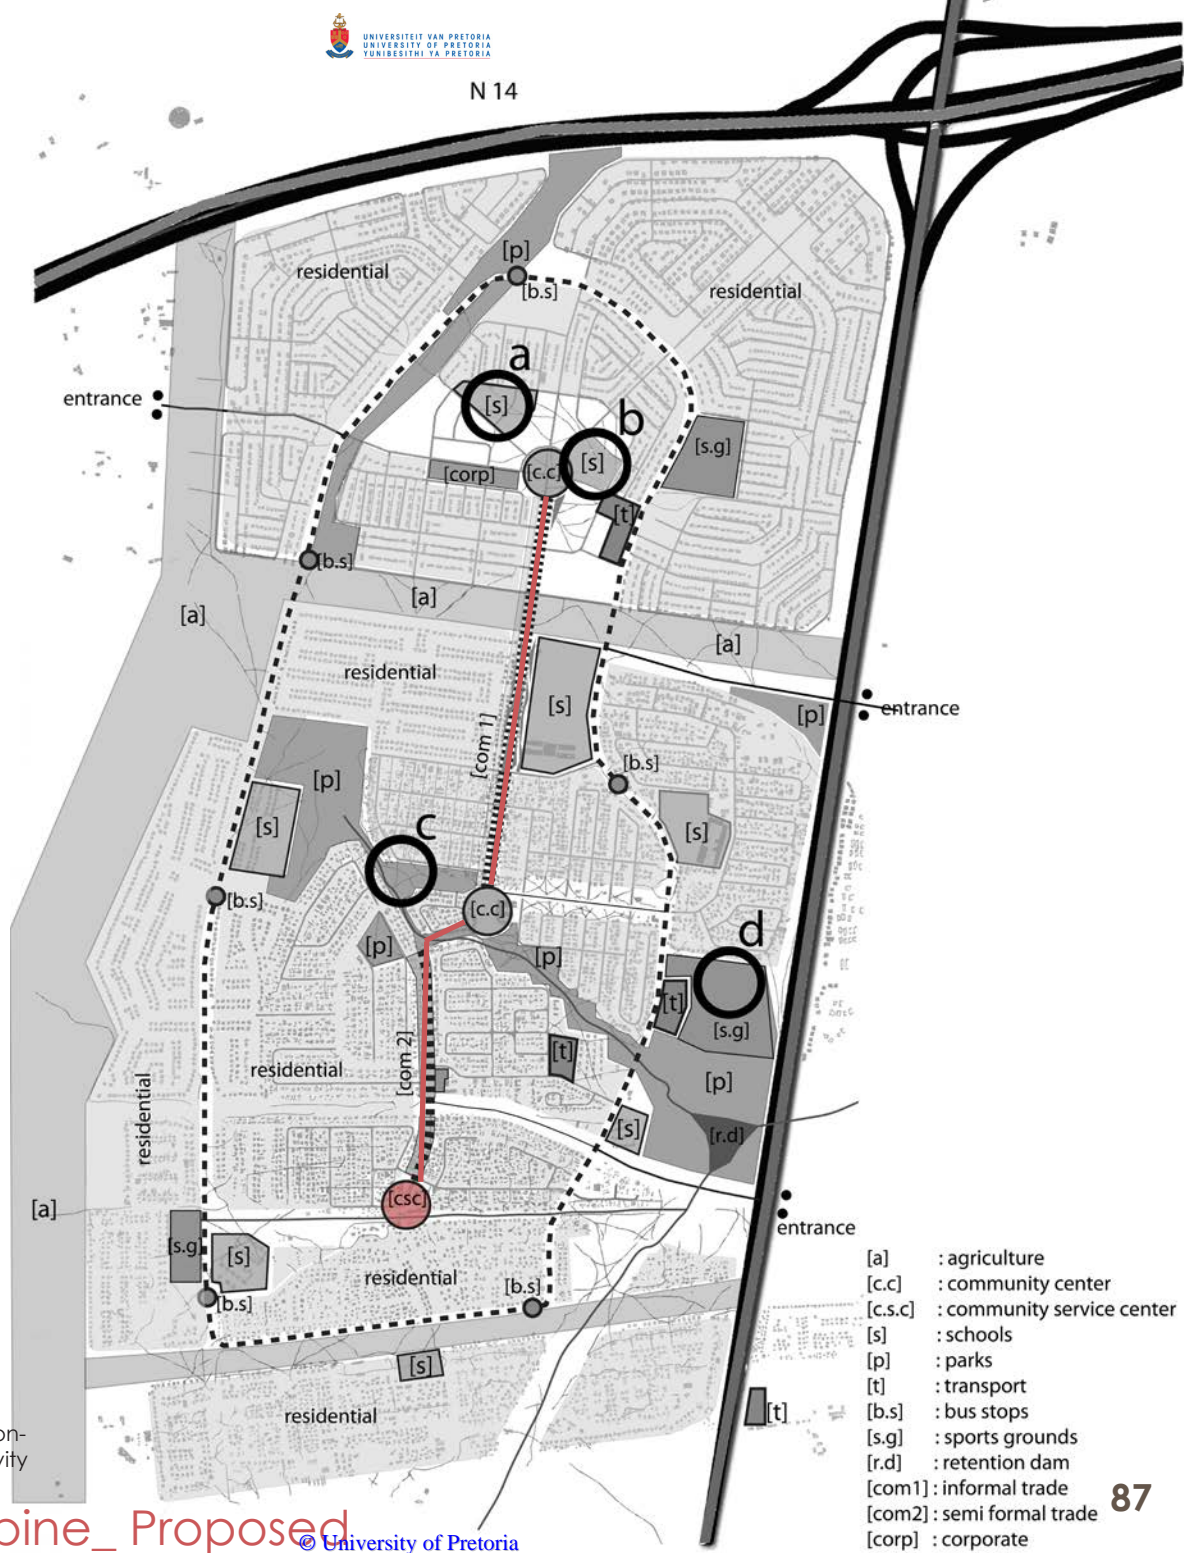 UNIVERSITEIT VAN PRETORIA
UNIVERSITY OF PRETORIA
YUNIBESITHI YA PRETORIA
N 14
[p]
residential
[b.s]
residential
a
entrance
[s]
b
[s.g]
[corp]
[c.c]
[s]
[t]
[b.s]
[a]
[a]
[a]
residential
[s]
[p]
entrance
[com 1]
[b.s]
[p]
[s]
c
[s]
[b.s]
[c.c]
d
[p]
[p]
[t]
[s.g]
[com 2]
[t]
residential
[p]
residential
[s]
[r.d]
[csc]
[a]
entrance
[s.g]
[s]
residential
[b.s]
[b.s]
[s]
residential
[t]
[a] : agriculture
[c.c] : community center
[c.s.c] : community service center
[s] : schools
[p] : parks
[t] : transport
[b.s] : bus stops
[s.g] : sports grounds
[r.d] : retention dam
[com1] : informal trade
[com2] : semi formal trade
[corp] : corporate
on-
vity
87
pine_ Proposed
© University of Pretoria